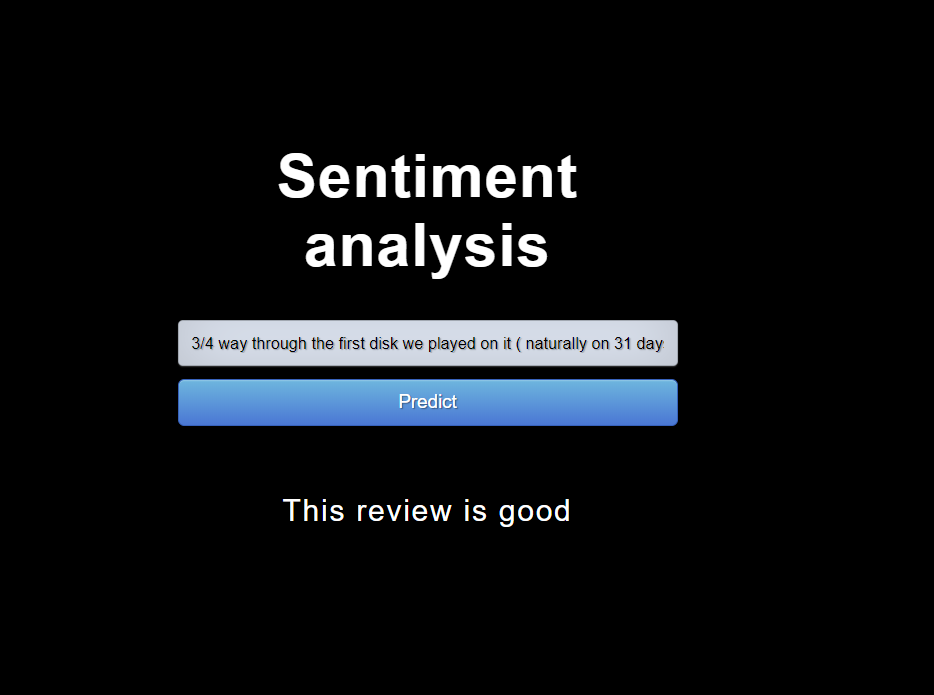 Sentiment
analysis
3/4 way through the first disk we played on it ( naturally on 31 day
Predict
This review is good